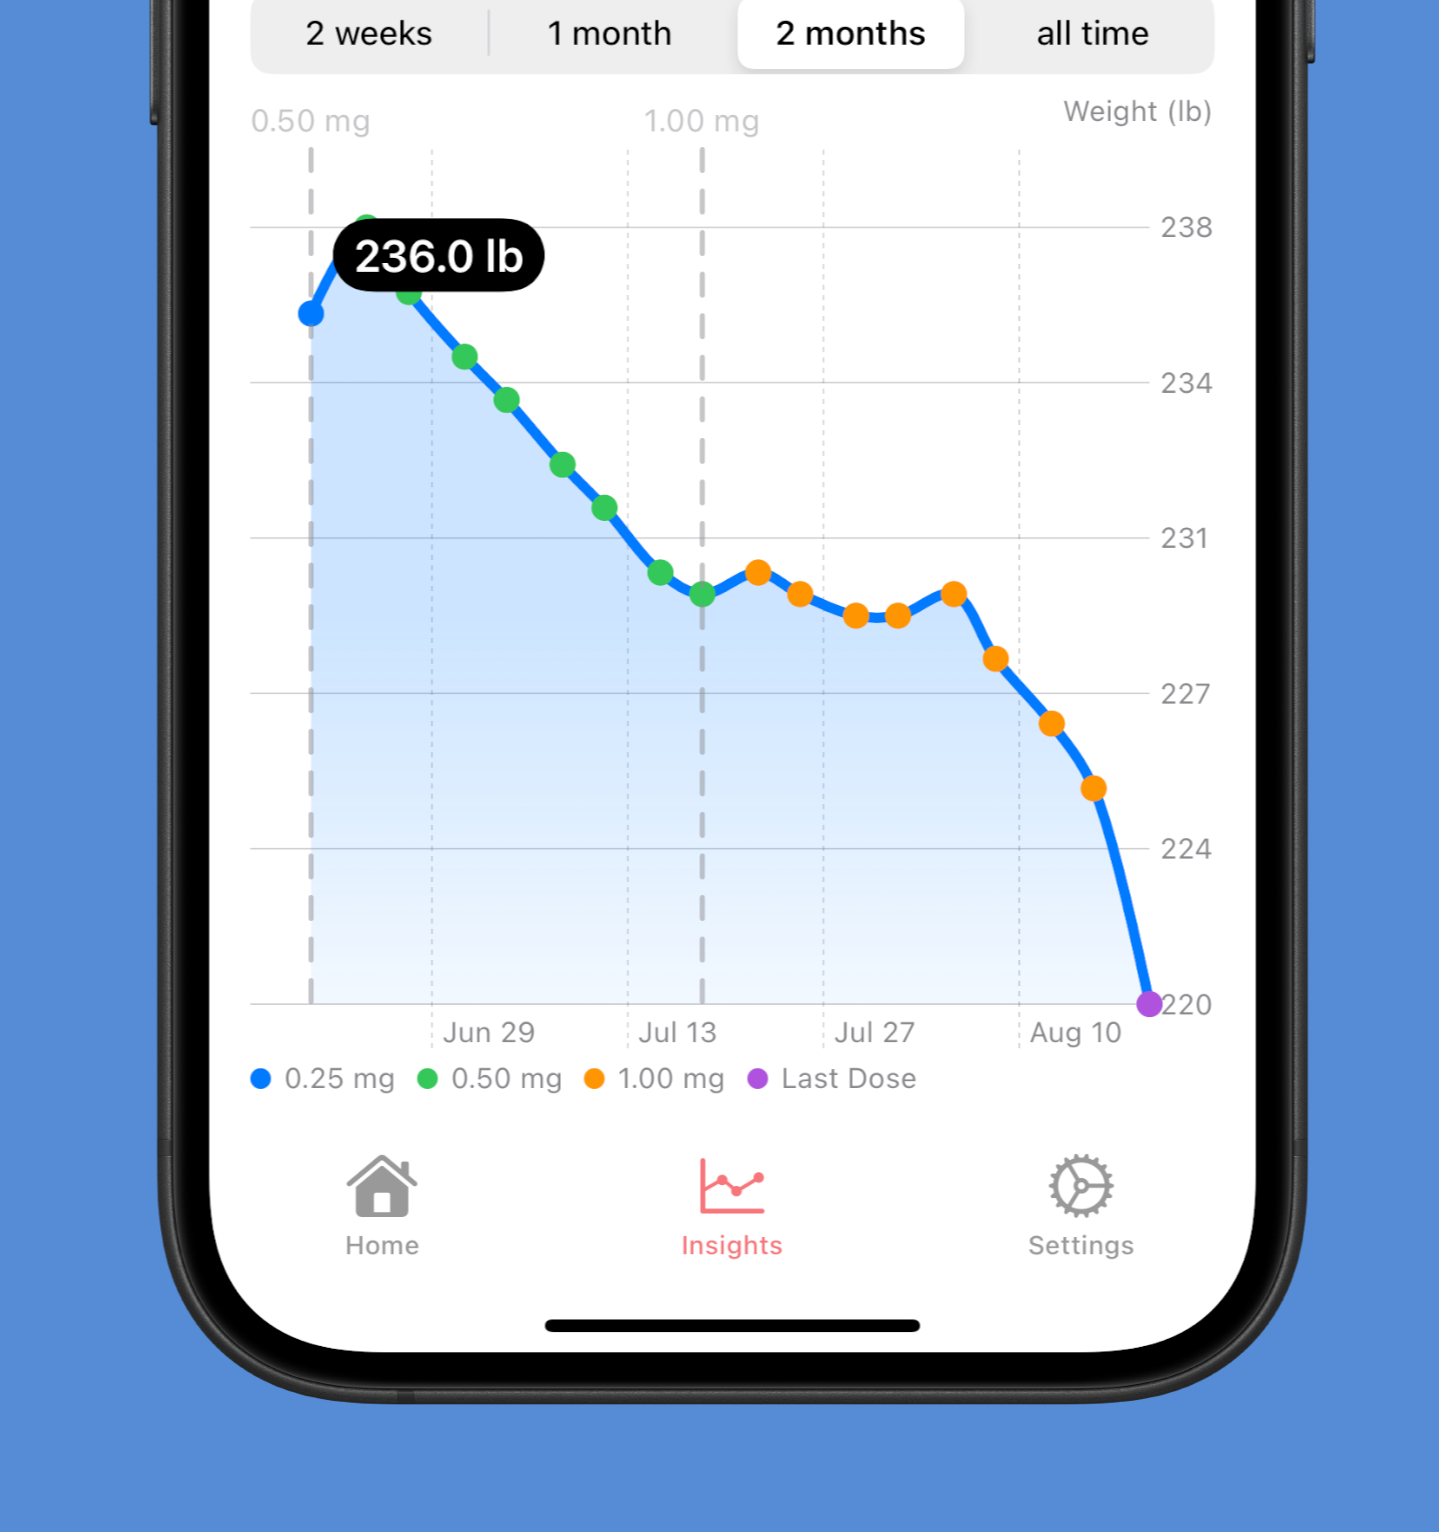 2 weeks 1 month 2 months all time
0.50 mg 1.00 mg Weight (lb)
238
236.0 lb
234
231
227
224
220
Jun 29 Jul 13 Jul 27 Aug 10
0.25 mg 0.50 mg 1.00 mg Last Dose
Home Insights Settings